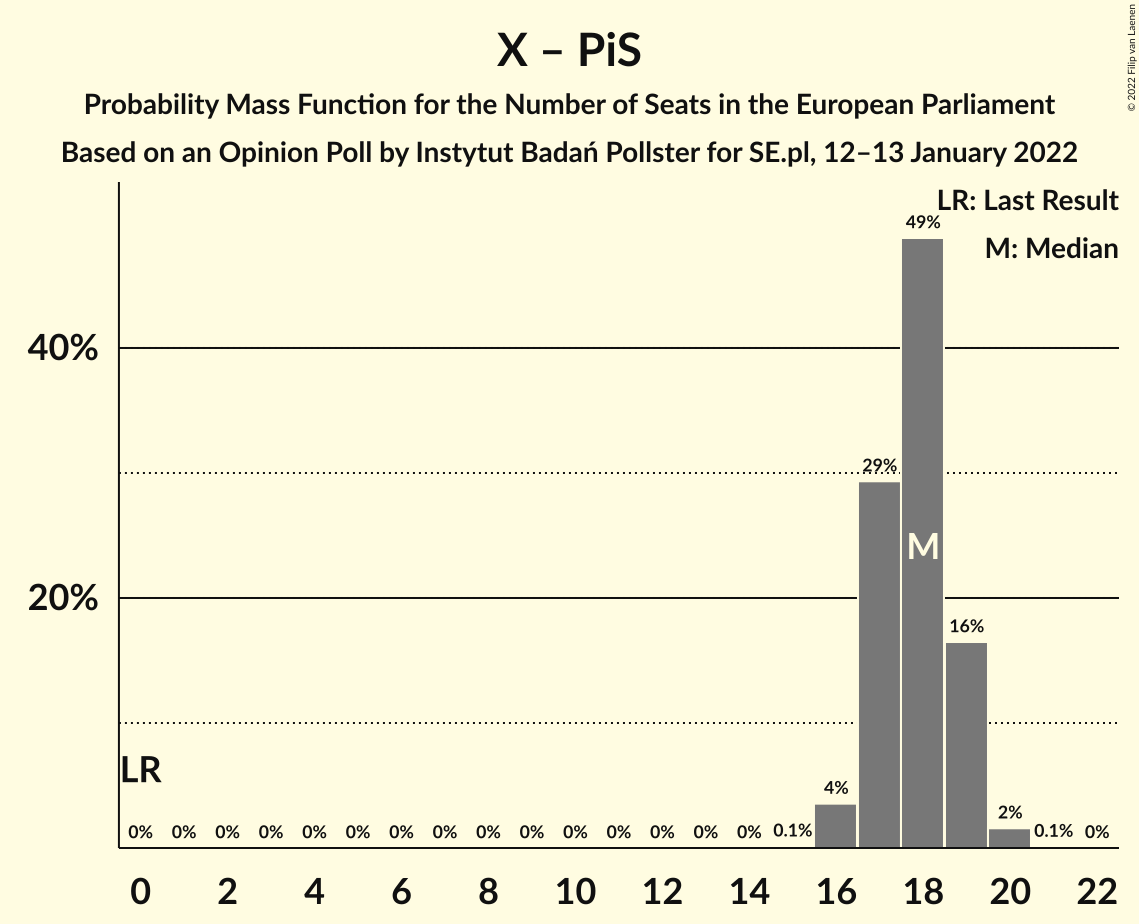 X – PiS
Probability Mass Function for the Number of Seats in the European Parliament
Based on an Opinion Poll by Instytut Badań Pollster for SE.pl, 12–13 January 2022
© 2022 Filip van Laenen
LR: Last Result
M: Median
40%
20%
49%
29%
M
16%
LR
0% 0% 0% 0% 0% 0% 0% 0% 0% 0% 0% 0% 0% 0% 0% 0.1% 4% 2% 0.1% 0%
0 2 4 6 8 10 12 14 16 18 20 22